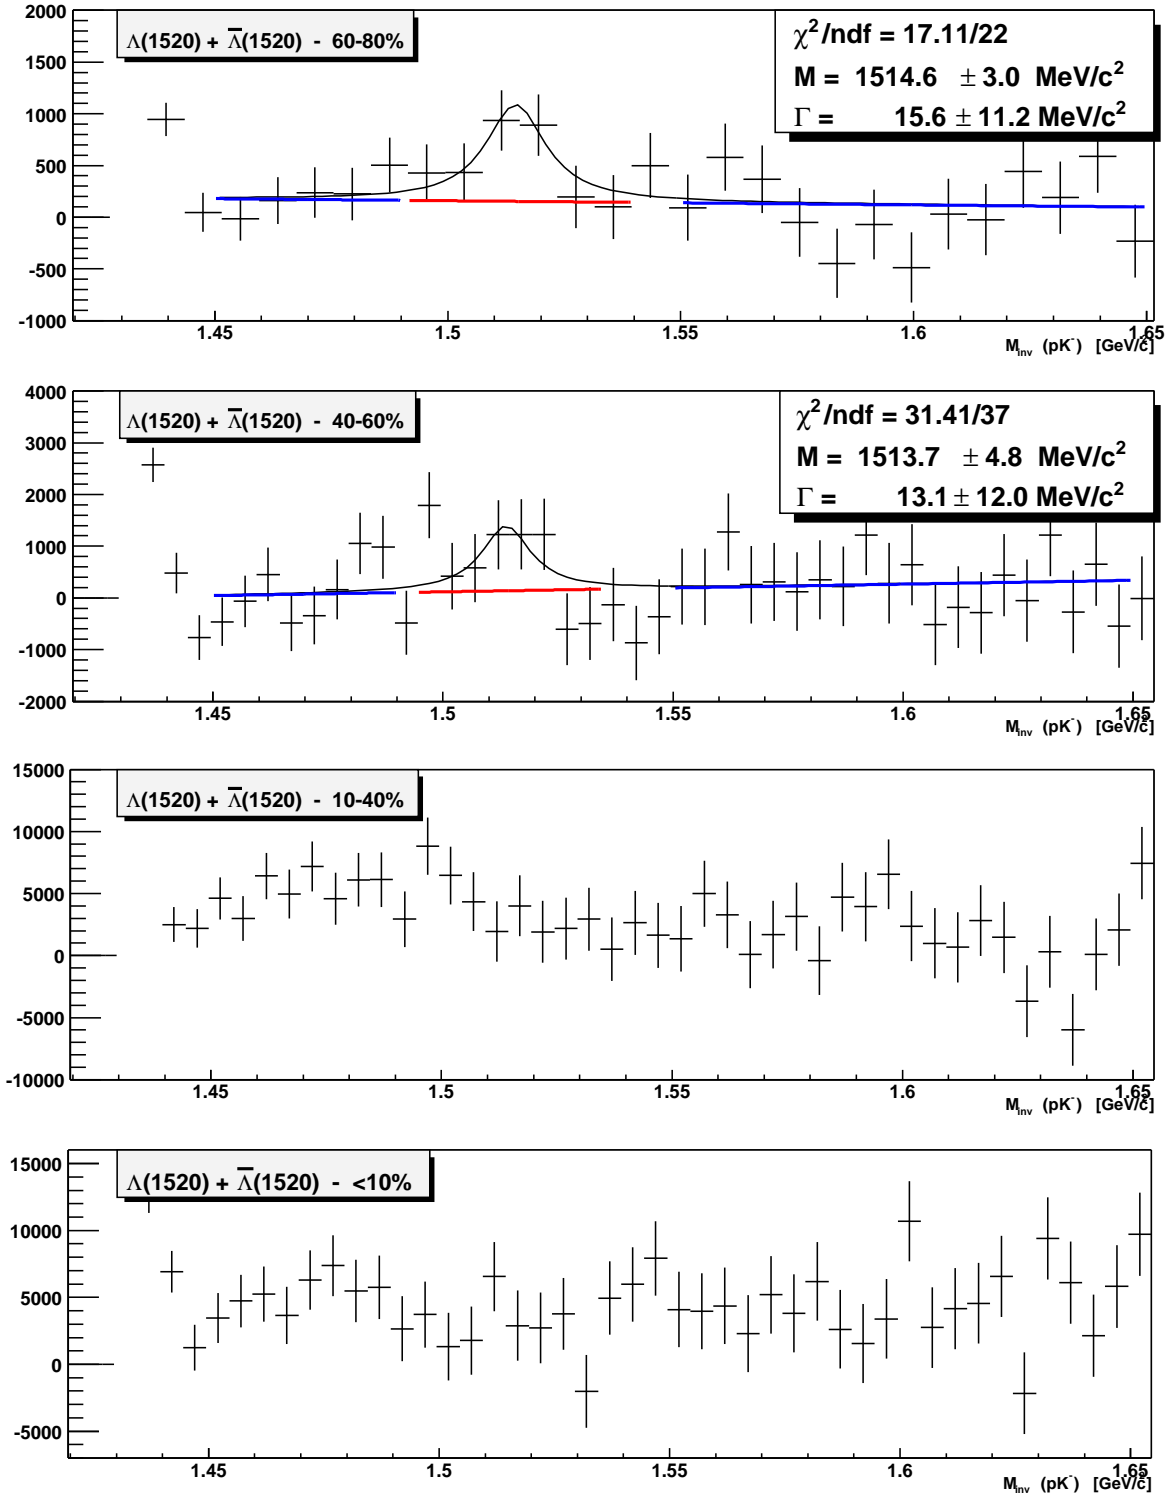 2000
Λ(1520) + Λ̅(1520) - 60-80%
χ²/ndf = 17.11/22
M = 1514.6 ± 3.0 MeV/c²
Γ = 15.6 ± 11.2 MeV/c²
1500
1000
500
0
-500
-1000
1.45 1.5 1.55 1.6 1.65
M_inv (pK⁻) [GeV/c²]
4000
Λ(1520) + Λ̅(1520) - 40-60%
χ²/ndf = 31.41/37
M = 1513.7 ± 4.8 MeV/c²
Γ = 13.1 ± 12.0 MeV/c²
3000
2000
1000
0
-1000
-2000
1.45 1.5 1.55 1.6 1.65
M_inv (pK⁻) [GeV/c²]
15000
Λ(1520) + Λ̅(1520) - 10-40%
10000
5000
0
-5000
-10000
1.45 1.5 1.55 1.6 1.65
M_inv (pK⁻) [GeV/c²]
15000
Λ(1520) + Λ̅(1520) - <10%
10000
5000
0
-5000
1.45 1.5 1.55 1.6 1.65
M_inv (pK⁻) [GeV/c²]